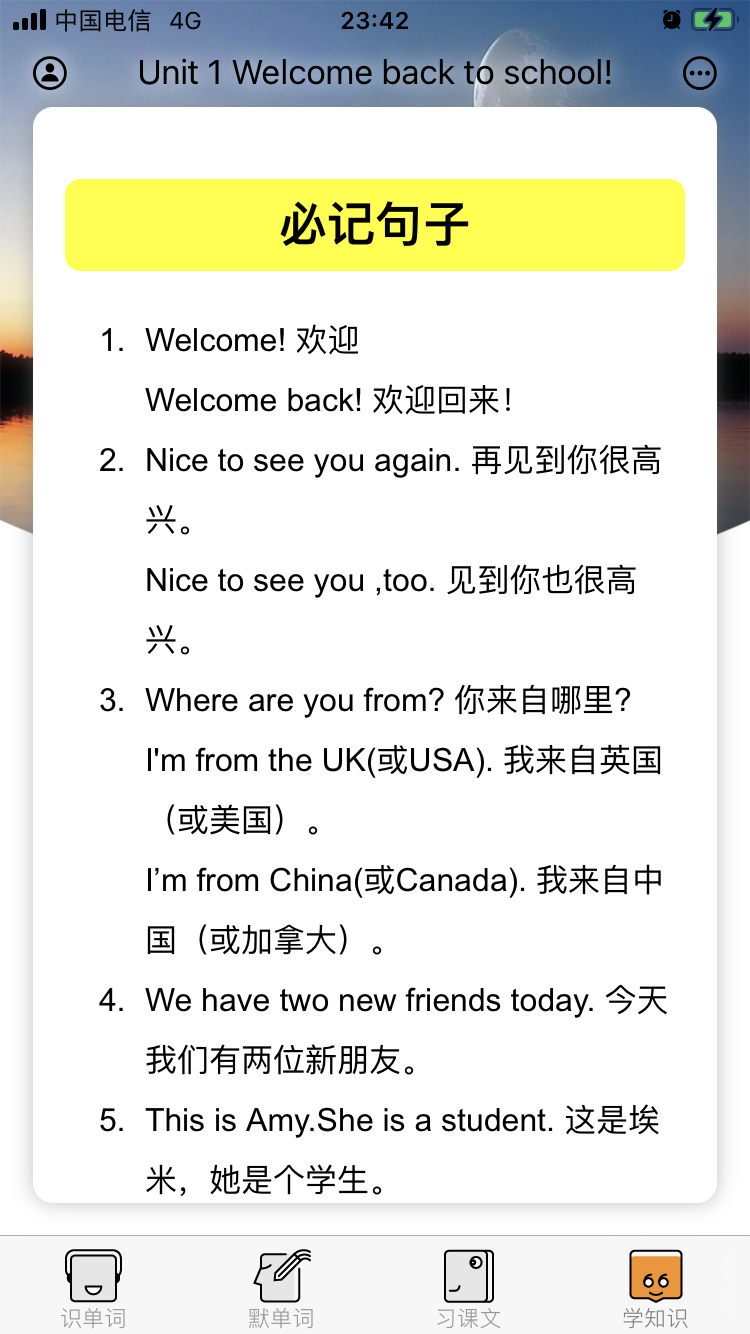 中国电信 4G 23:42
Unit 1 Welcome back to school!
必记句子
1. Welcome! 欢迎
Welcome back! 欢迎回来！
2. Nice to see you again. 再见到你很高
兴。
Nice to see you ,too. 见到你也很高
兴。
3. Where are you from? 你来自哪里?
I'm from the UK(或USA). 我来自英国
（或美国）。
I’m from China(或Canada). 我来自中
国（或加拿大）。
4. We have two new friends today. 今天
我们有两位新朋友。
5. This is Amy.She is a student. 这是埃
米，她是个学生。
识单词 默单词 习课文 学知识